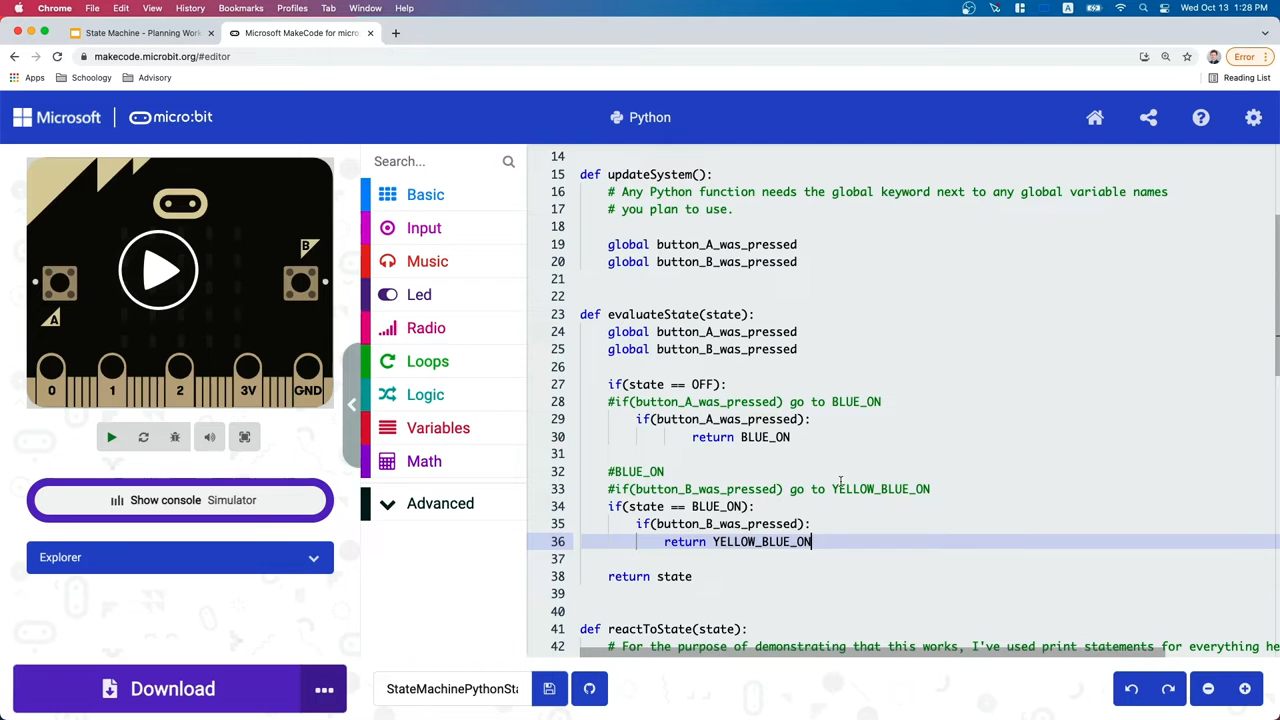 Chrome File Edit View History Bookmarks Profiles Tab Window Help
A
Wed Oct 13 1:28 PM
State Machine - Planning Work
Microsoft MakeCode for micro:
makecode.microbit.org/#editor
Error
Apps Schoology Advisory
Reading List
Microsoft
micro:bit
Python
B
A
0 1 2 3V GND
Show console Simulator
Explorer
Download
Search...
Basic
Input
Music
Led
Radio
Loops
Logic
Variables
Math
Advanced
14
15 def updateSystem():
16 # Any Python function needs the global keyword next to any global variable names
17 # you plan to use.
18
19 global button_A_was_pressed
20 global button_B_was_pressed
21
22
23 def evaluateState(state):
24 global button_A_was_pressed
25 global button_B_was_pressed
26
27 if(state == OFF):
28 #if(button_A_was_pressed) go to BLUE_ON
29 if(button_A_was_pressed):
30 return BLUE_ON
31
32 #BLUE_ON
33 #if(button_B_was_pressed) go to YELLOW_BLUE_ON
34 if(state == BLUE_ON):
35 if(button_B_was_pressed):
36 return YELLOW_BLUE_ON
37
38 return state
39
40
41 def reactToState(state):
42 # For the purpose of demonstrating that this works, I've used print statements for everything he
StateMachinePythonSta